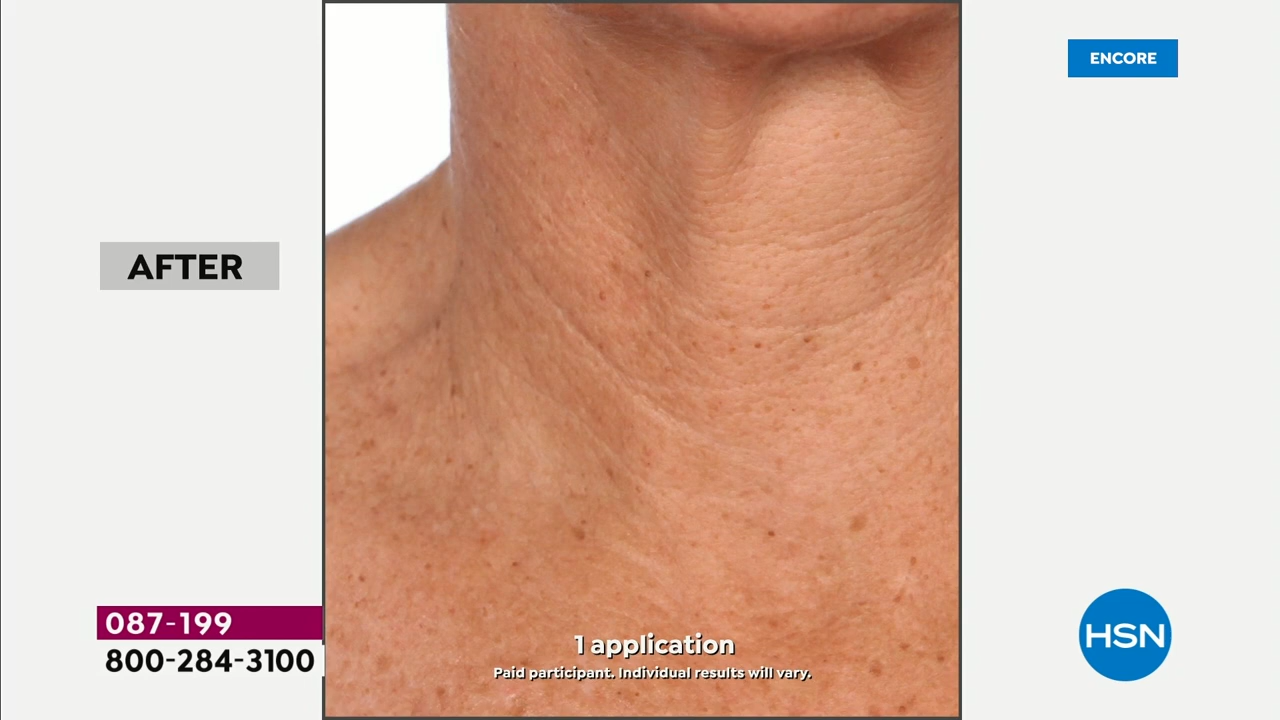 ENCORE
AFTER
087-199
800-284-3100
1 application
Paid participant. Individual results will vary.
HSN